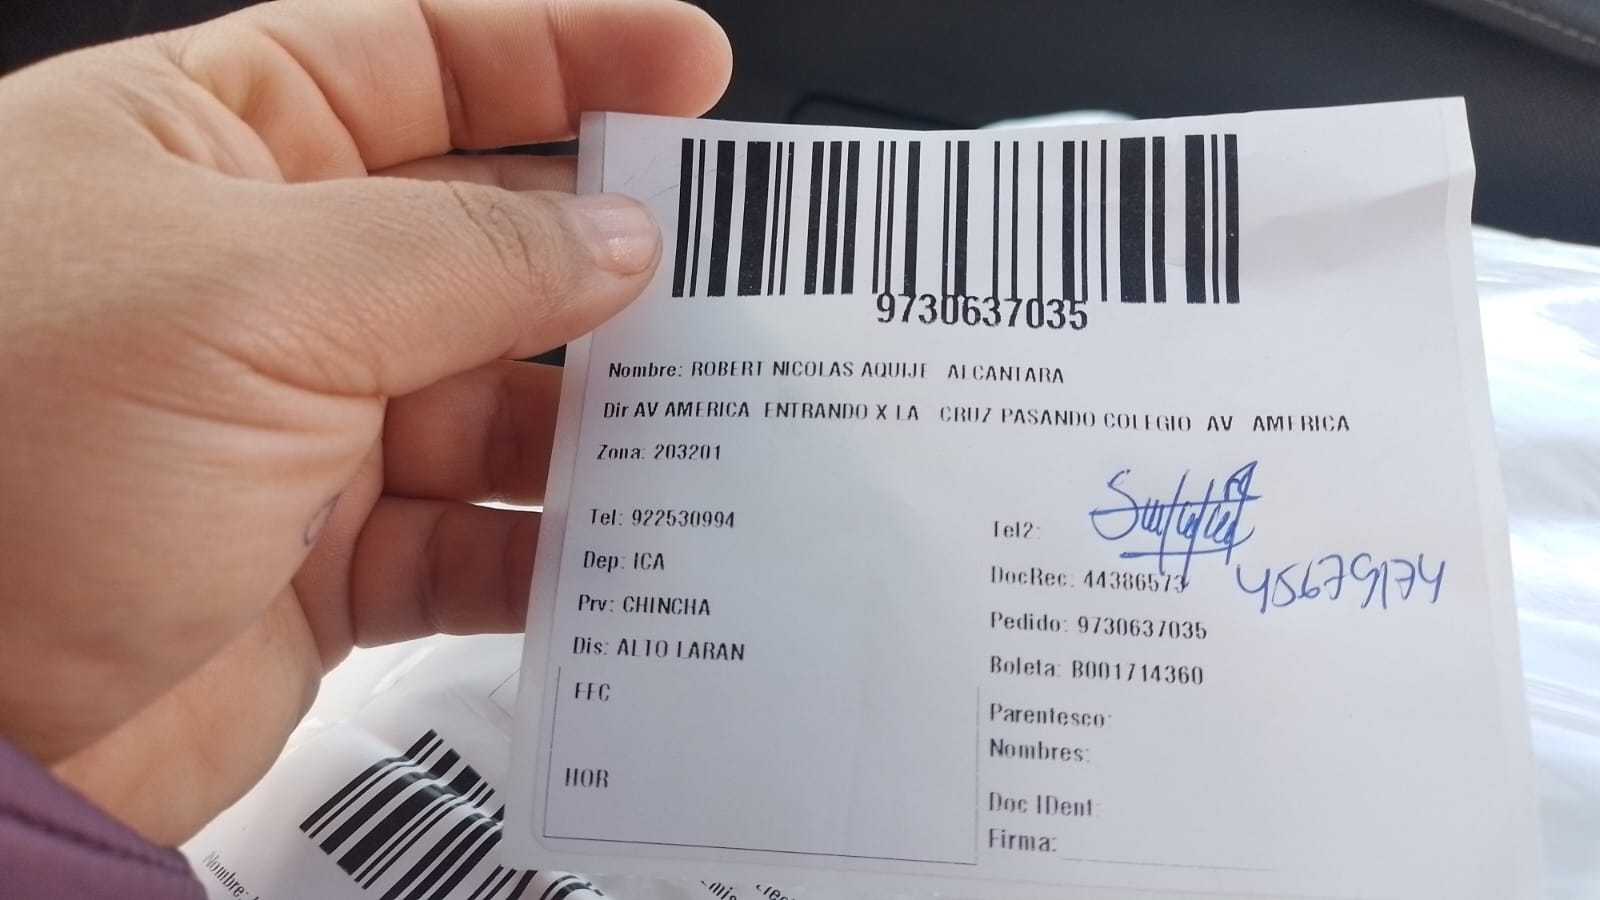 9730637035
Nombre: ROBERT NICOLAS AQUIJE ALCANTARA
Dir AV AMERICA ENTRANDO X LA CRUZ PASANDO COLEGIO AV AMERICA
Zona: 203201
Tel: 922530994
Tel2:
Dep: ICA
DocRec: 44386573
45679174
Prv: CHINCHA
Pedido: 9730637035
Dis: ALTO LARAN
Boleta: B001714360
FEC
Parentesco:
Nombres:
HOR
Doc IDent:
Firma:
Nombre: